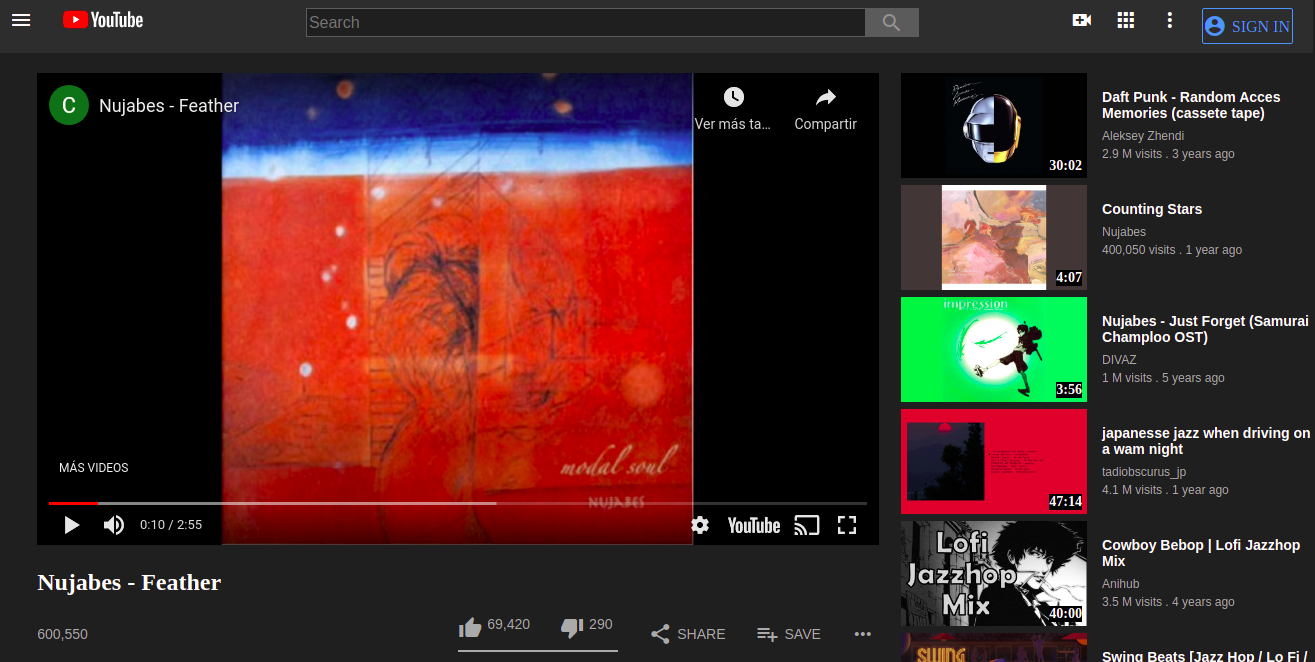 YouTube
Search
SIGN IN
C
Nujabes - Feather
Ver más ta...
Compartir
modal soul
NUJABES
MÁS VIDEOS
0:10 / 2:55
YouTube
Nujabes - Feather
600,550
69,420
290
SHARE
SAVE
30:02
Daft Punk - Random Acces
Memories (cassete tape)
Aleksey Zhendi
2.9 M visits . 3 years ago
4:07
Counting Stars
Nujabes
400,050 visits . 1 year ago
impression
3:56
Nujabes - Just Forget (Samurai
Champloo OST)
DIVAZ
1 M visits . 5 years ago
47:14
japanesse jazz when driving on
a wam night
tadiobscurus_jp
4.1 M visits . 1 year ago
Lofi
Jazzhop
Mix
40:00
Cowboy Bebop | Lofi Jazzhop
Mix
Anihub
3.5 M visits . 4 years ago
SWING
Swing Beats [Jazz Hop / Lo Fi /